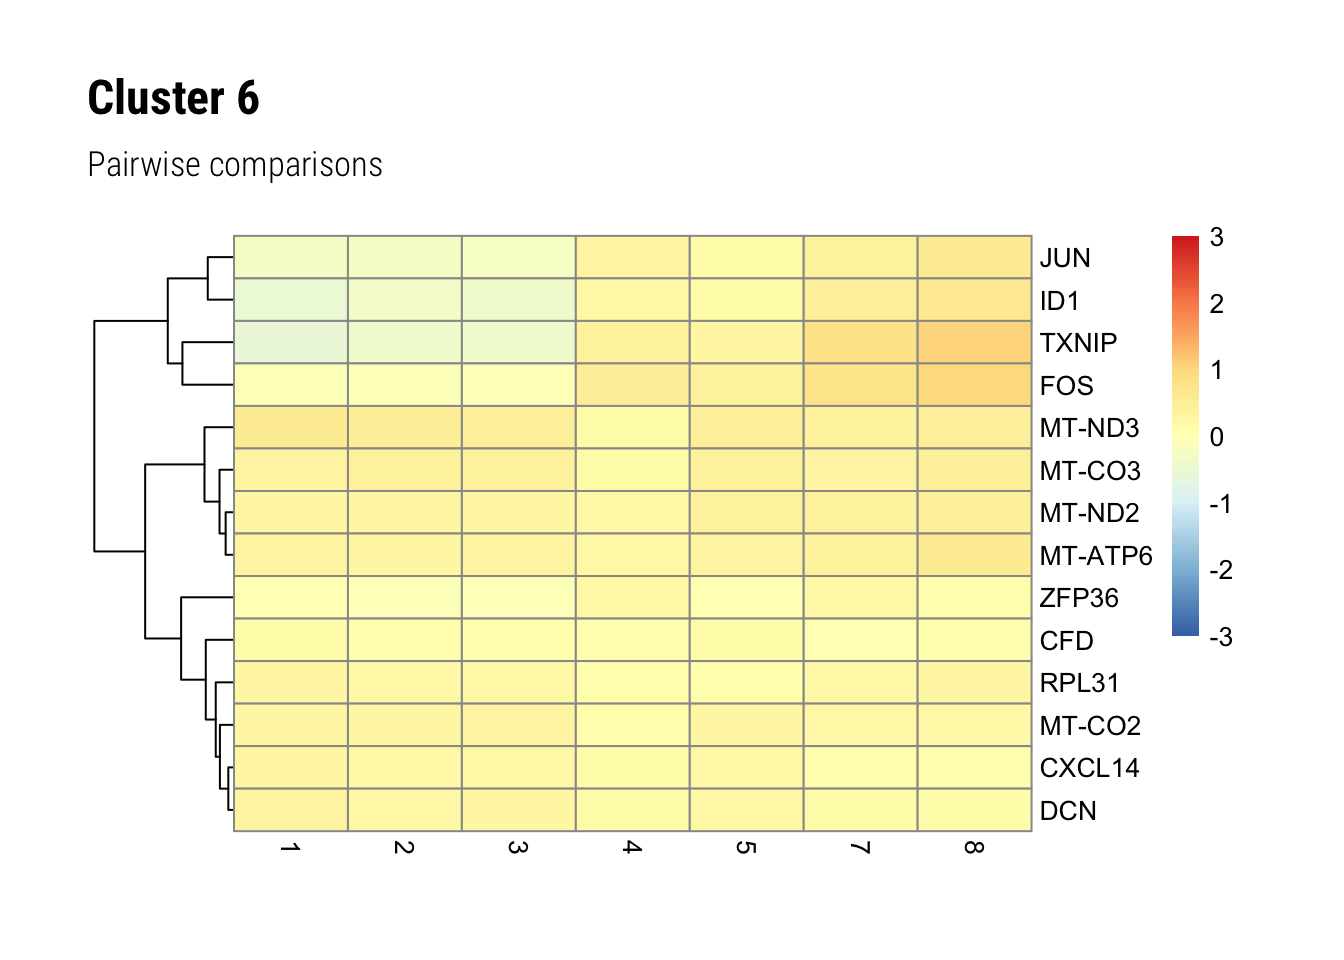 Cluster 6
Pairwise comparisons
JUN
ID1
TXNIP
FOS
MT-ND3
MT-CO3
MT-ND2
MT-ATP6
ZFP36
CFD
RPL31
MT-CO2
CXCL14
DCN
3
2
1
0
-1
-2
-3
1
2
3
4
5
7
8